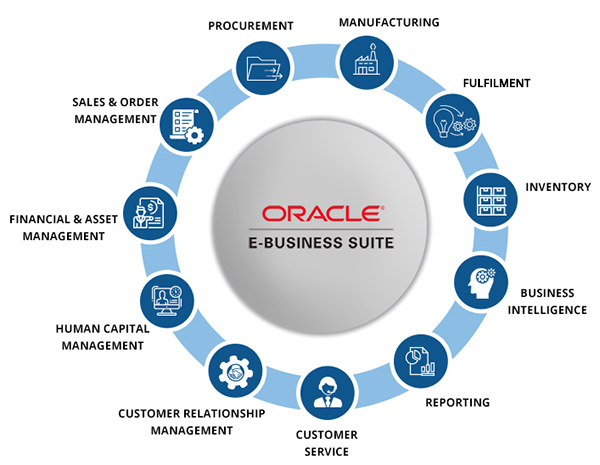 MANUFACTURING
PROCUREMENT
FULFILMENT
SALES & ORDER
MANAGEMENT
INVENTORY
ORACLE®
E-BUSINESS SUITE
FINANCIAL & ASSET
MANAGEMENT
BUSINESS
INTELLIGENCE
HUMAN CAPITAL
MANAGEMENT
REPORTING
CUSTOMER RELATIONSHIP
MANAGEMENT
CUSTOMER
SERVICE